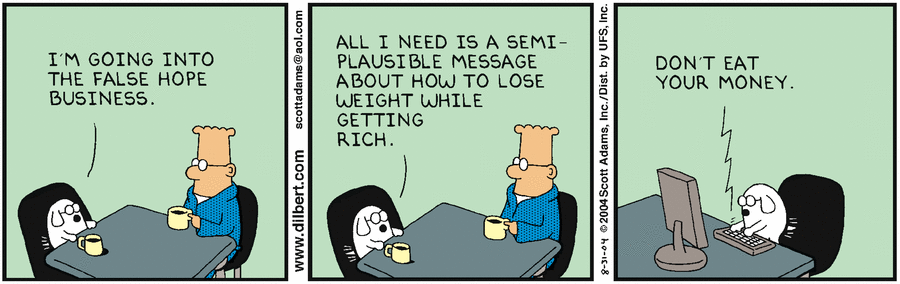 I'M GOING INTO
THE FALSE HOPE
BUSINESS.
www.dilbert.com scottadams@aol.com
ALL I NEED IS A SEMI-
PLAUSIBLE MESSAGE
ABOUT HOW TO LOSE
WEIGHT WHILE
GETTING
RICH.
8-31-04 © 2004 Scott Adams, Inc./Dist. by UFS, Inc.
DON'T EAT
YOUR MONEY.